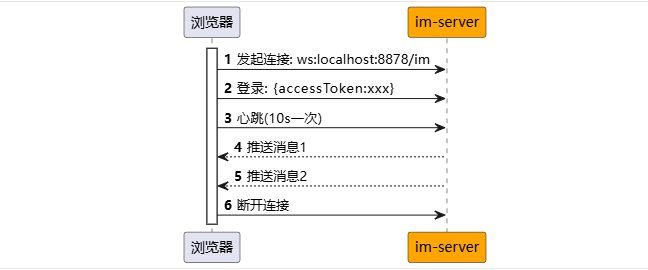 浏览器 im-server
1 发起连接: ws:localhost:8878/im
2 登录: {accessToken:xxx}
3 心跳(10s一次)
4 推送消息1
5 推送消息2
6 断开连接
浏览器 im-server